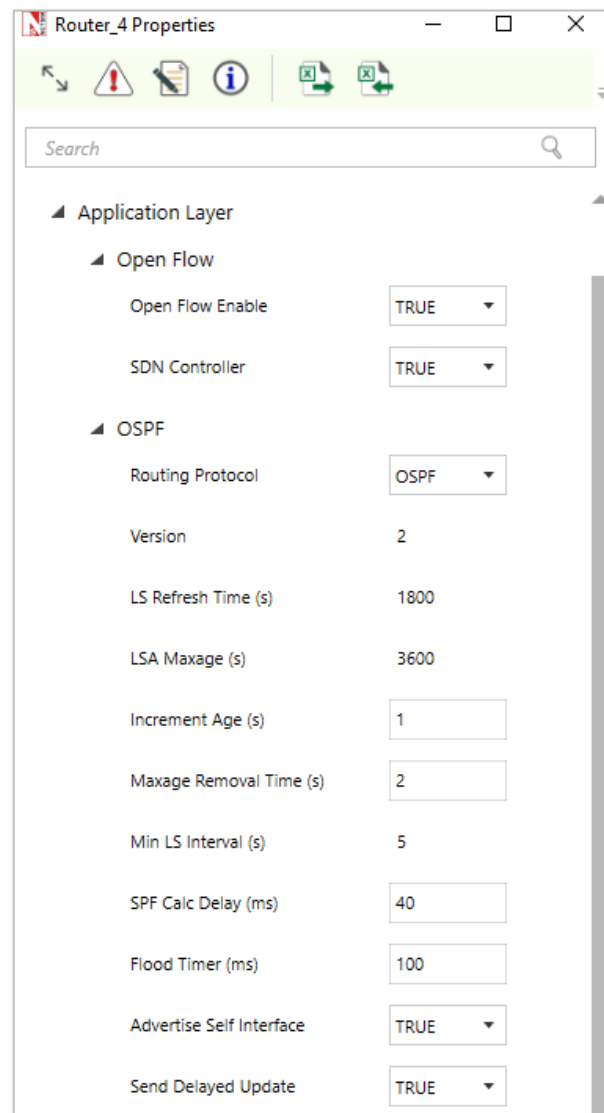 Router_4 Properties
Search
Application Layer
Open Flow
Open Flow Enable TRUE
SDN Controller TRUE
OSPF
Routing Protocol OSPF
Version 2
LS Refresh Time (s) 1800
LSA Maxage (s) 3600
Increment Age (s) 1
Maxage Removal Time (s) 2
Min LS Interval (s) 5
SPF Calc Delay (ms) 40
Flood Timer (ms) 100
Advertise Self Interface TRUE
Send Delayed Update TRUE